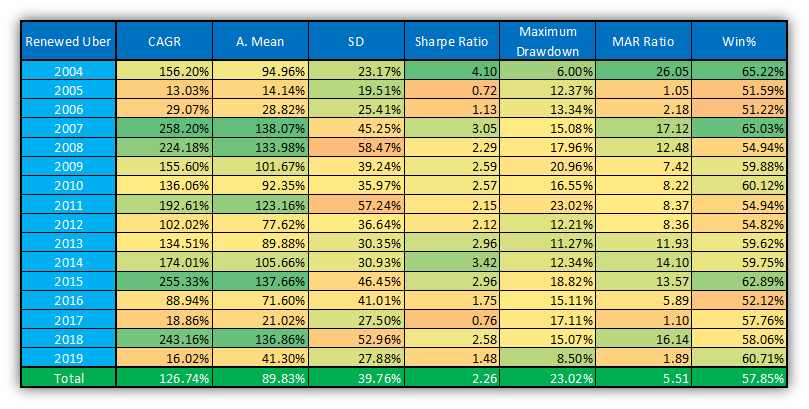 Renewed Uber CAGR A. Mean SD Sharpe Ratio Maximum Drawdown MAR Ratio Win%
2004 156.20% 94.96% 23.17% 4.10 6.00% 26.05 65.22%
2005 13.03% 14.14% 19.51% 0.72 12.37% 1.05 51.59%
2006 29.07% 28.82% 25.41% 1.13 13.34% 2.18 51.22%
2007 258.20% 138.07% 45.25% 3.05 15.08% 17.12 65.03%
2008 224.18% 133.98% 58.47% 2.29 17.96% 12.48 54.94%
2009 155.60% 101.67% 39.24% 2.59 20.96% 7.42 59.88%
2010 136.06% 92.35% 35.97% 2.57 16.55% 8.22 60.12%
2011 192.61% 123.16% 57.24% 2.15 23.02% 8.37 54.94%
2012 102.02% 77.62% 36.64% 2.12 12.21% 8.36 54.82%
2013 134.51% 89.88% 30.35% 2.96 11.27% 11.93 59.62%
2014 174.01% 105.66% 30.93% 3.42 12.34% 14.10 59.75%
2015 255.33% 137.66% 46.45% 2.96 18.82% 13.57 62.89%
2016 88.94% 71.60% 41.01% 1.75 15.11% 5.89 52.12%
2017 18.86% 21.02% 27.50% 0.76 17.11% 1.10 57.76%
2018 243.16% 136.86% 52.96% 2.58 15.07% 16.14 58.06%
2019 16.02% 41.30% 27.88% 1.48 8.50% 1.89 60.71%
Total 126.74% 89.83% 39.76% 2.26 23.02% 5.51 57.85%